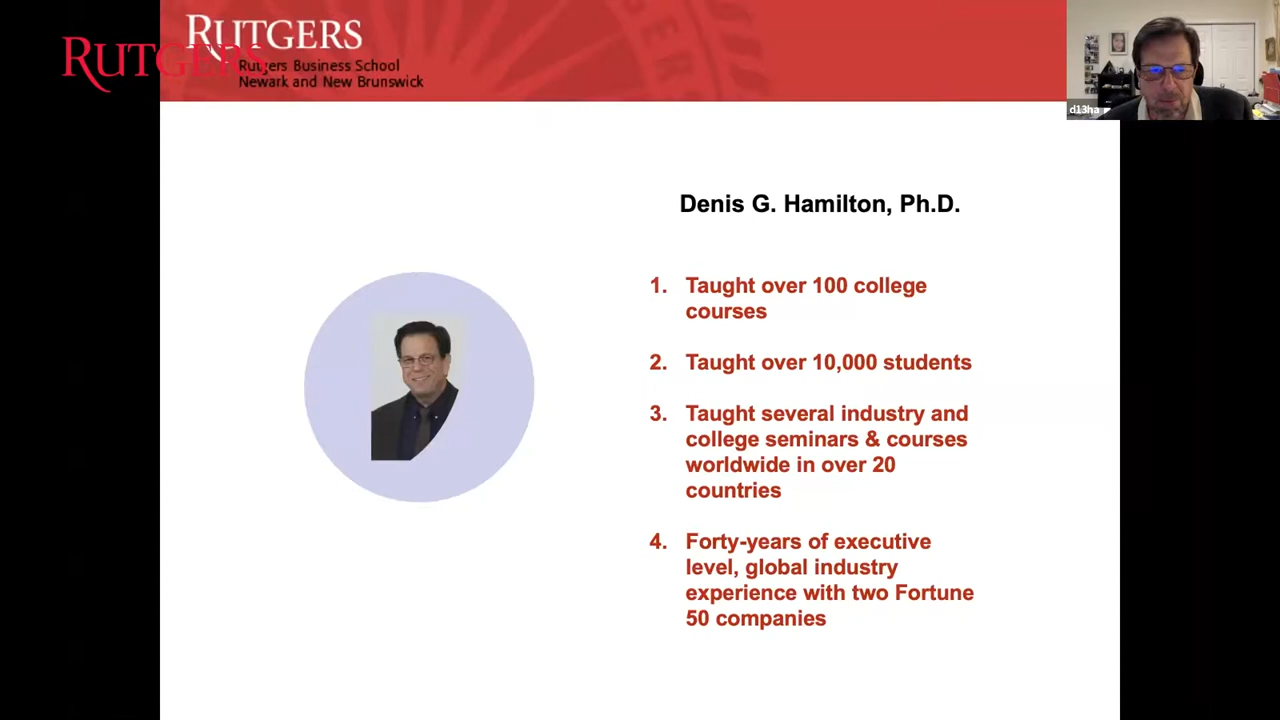 RUTGERS
RUTGERS
Rutgers Business School
Newark and New Brunswick
d13ha
Denis G. Hamilton, Ph.D.
1. Taught over 100 college
courses
2. Taught over 10,000 students
3. Taught several industry and
college seminars & courses
worldwide in over 20
countries
4. Forty-years of executive
level, global industry
experience with two Fortune
50 companies